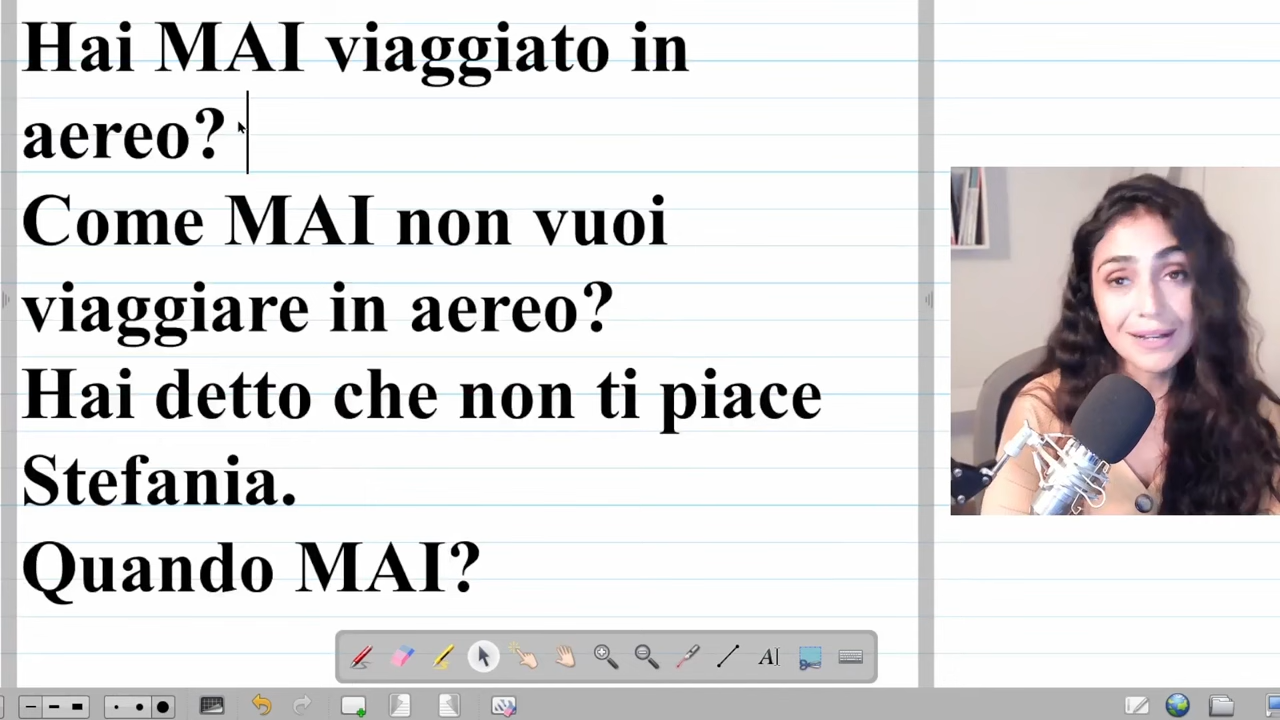 Hai MAI viaggiato in
aereo?
Come MAI non vuoi
viaggiare in aereo?
Hai detto che non ti piace
Stefania.
Quando MAI?